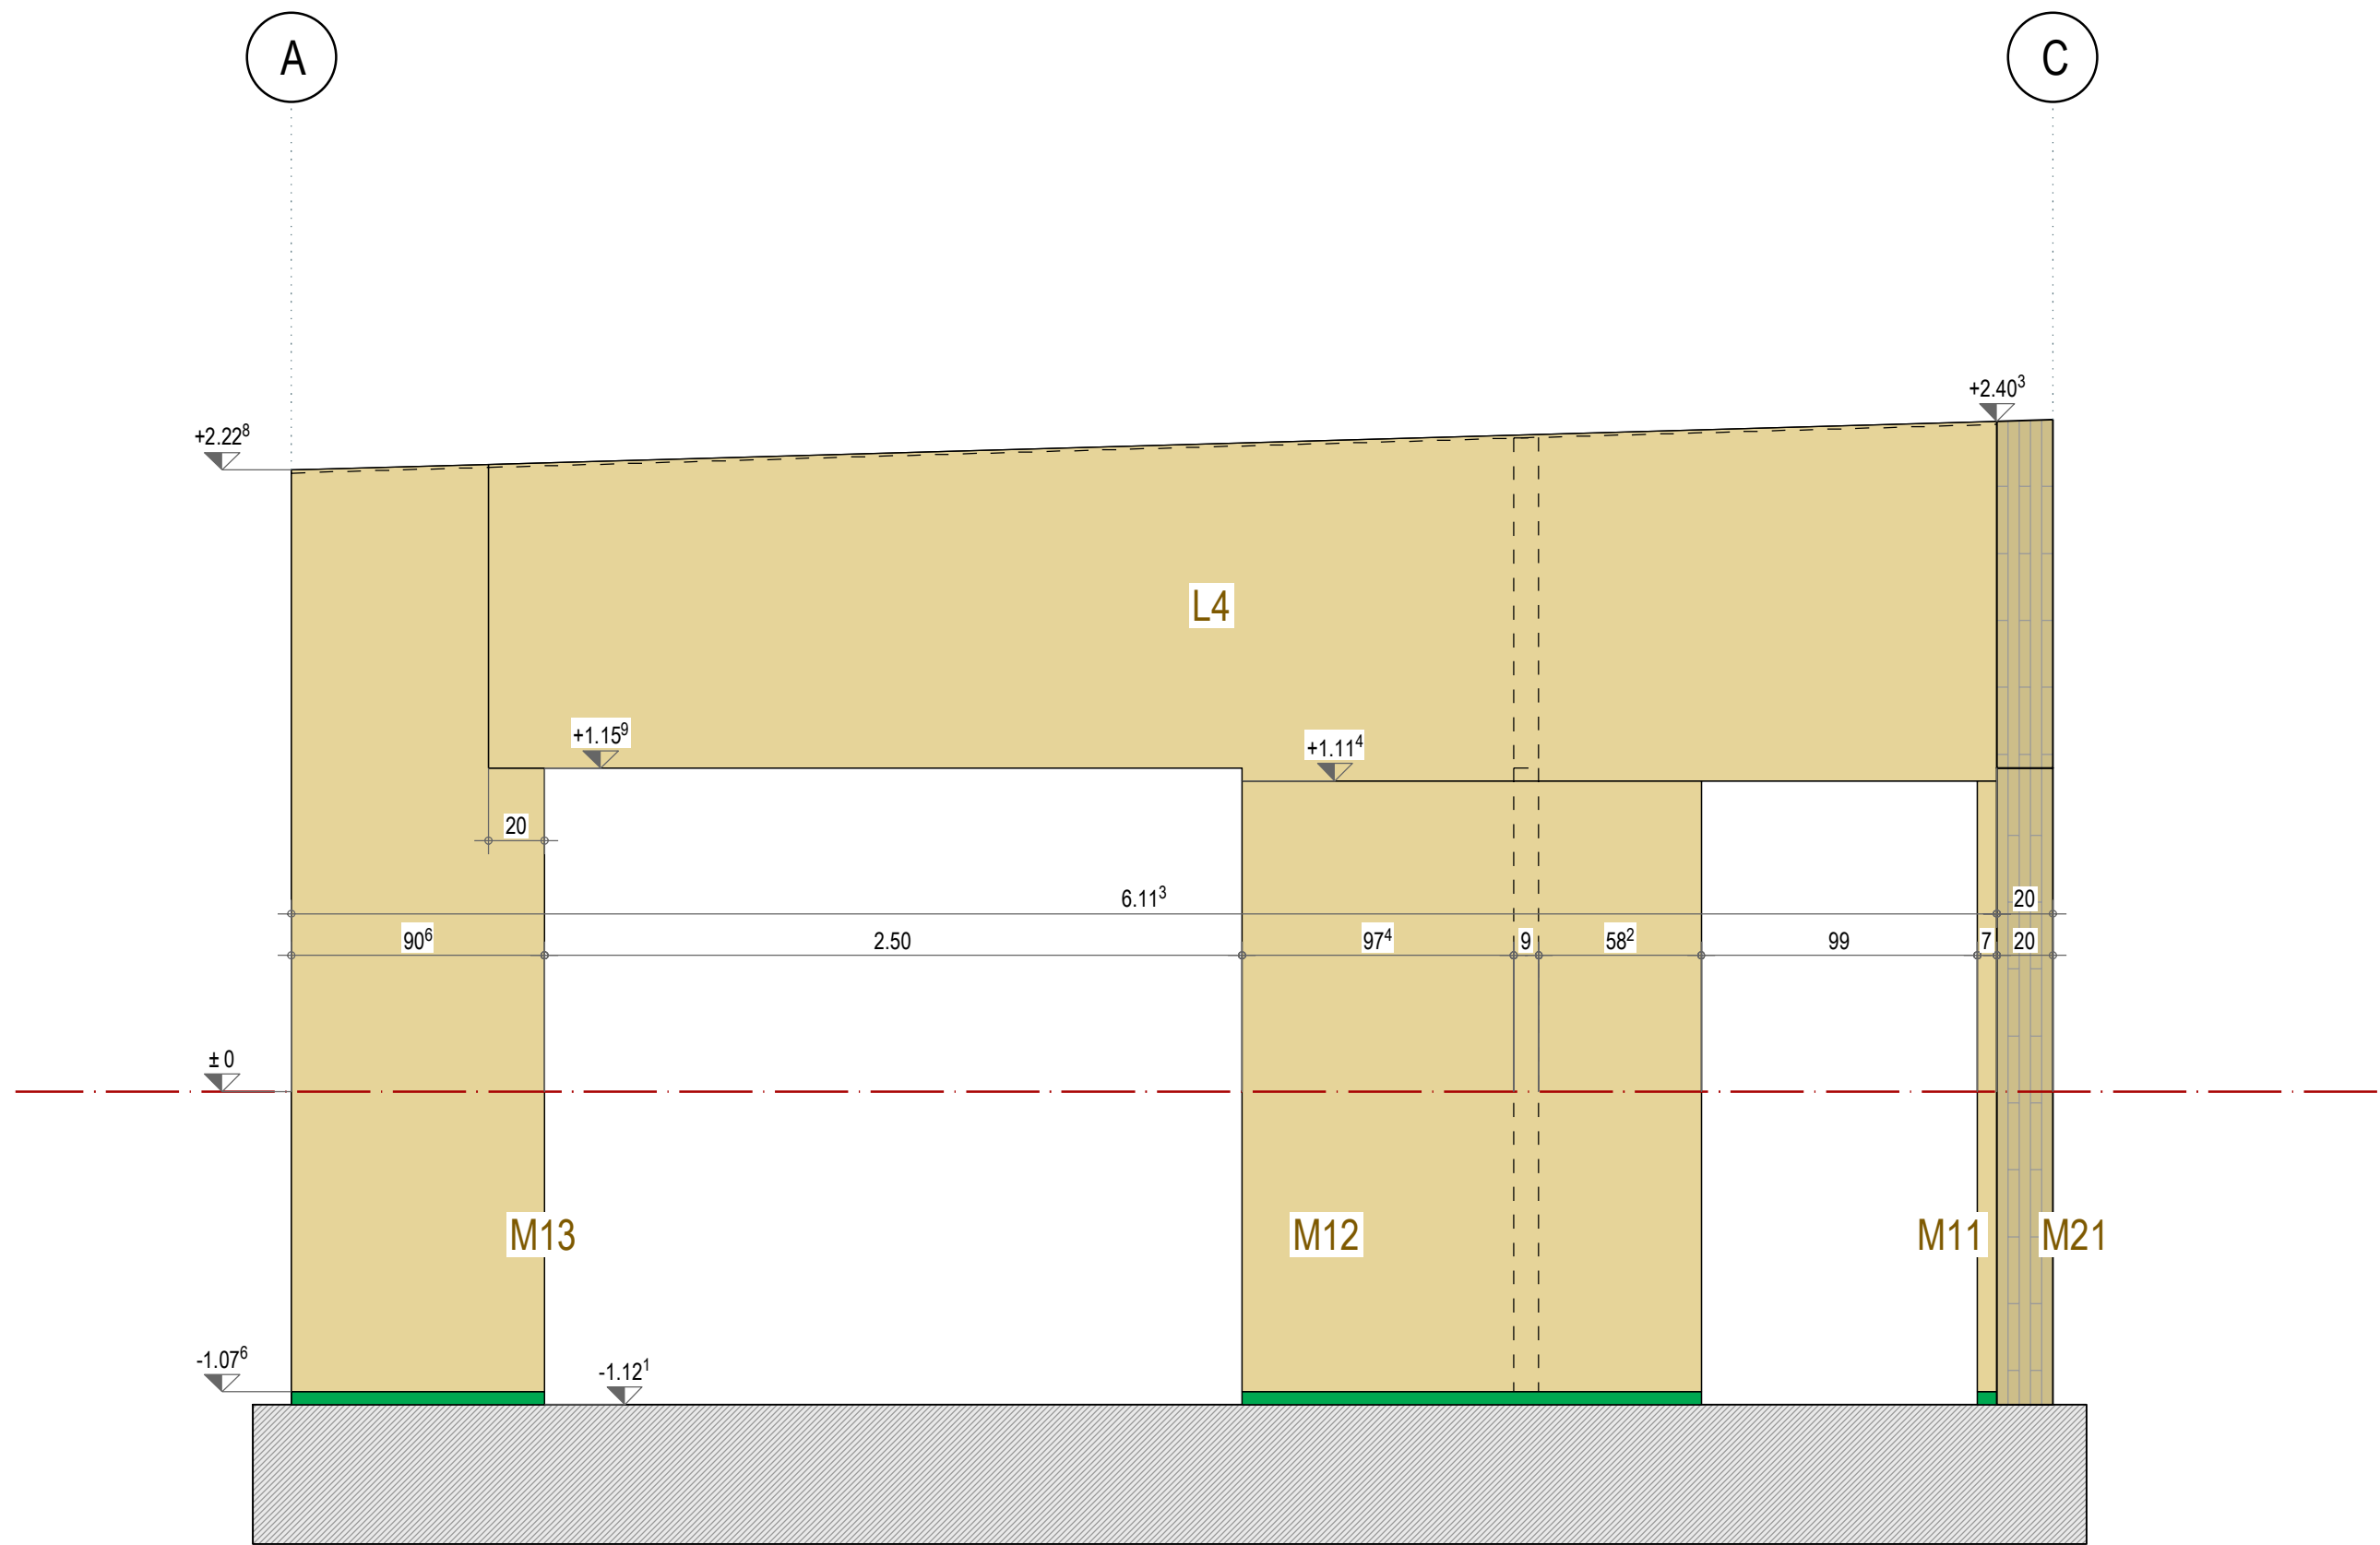 A
C
+2.40³
+2.22⁸
L4
+1.15⁹
+1.11⁴
20
6.11³
20
90⁶
2.50
97⁴
9
58²
99
7
20
± 0
M13
M12
M11
M21
-1.07⁶
-1.12¹